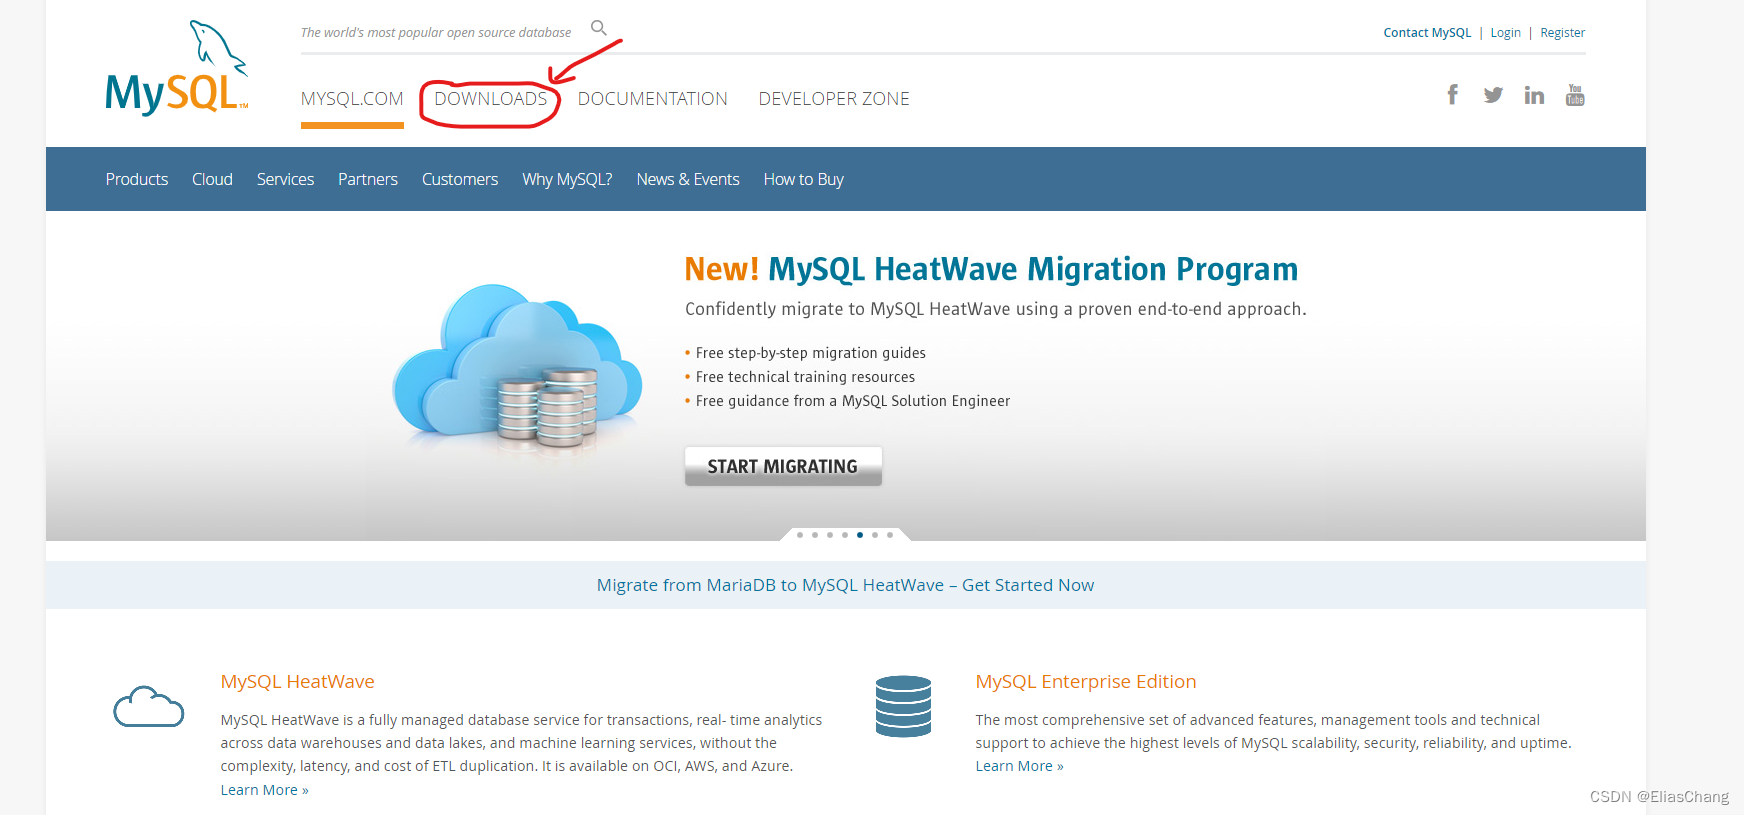 The world's most popular open source database
Contact MySQL | Login | Register
MySQL TM
MYSQL.COM DOWNLOADS DOCUMENTATION DEVELOPER ZONE
f in You Tube
Products Cloud Services Partners Customers Why MySQL? News & Events How to Buy
New! MySQL HeatWave Migration Program
Confidently migrate to MySQL HeatWave using a proven end-to-end approach.
• Free step-by-step migration guides
• Free technical training resources
• Free guidance from a MySQL Solution Engineer
START MIGRATING
Migrate from MariaDB to MySQL HeatWave – Get Started Now
MySQL HeatWave
MySQL HeatWave is a fully managed database service for transactions, real- time analytics
across data warehouses and data lakes, and machine learning services, without the
complexity, latency, and cost of ETL duplication. It is available on OCI, AWS, and Azure.
Learn More »
MySQL Enterprise Edition
The most comprehensive set of advanced features, management tools and technical
support to achieve the highest levels of MySQL scalability, security, reliability, and uptime.
Learn More »
CSDN @EliasChang